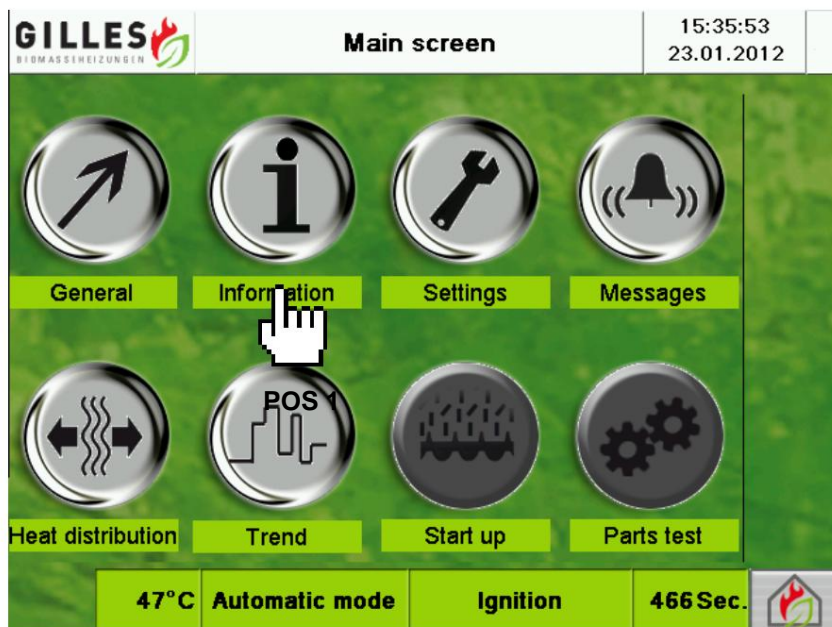 GILLES
BIOMASSEHEIZUNGEN
Main screen
15:35:53
23.01.2012
General
Information
Settings
Messages
POS 1
Heat distribution
Trend
Start up
Parts test
47°C
Automatic mode
Ignition
466 Sec.